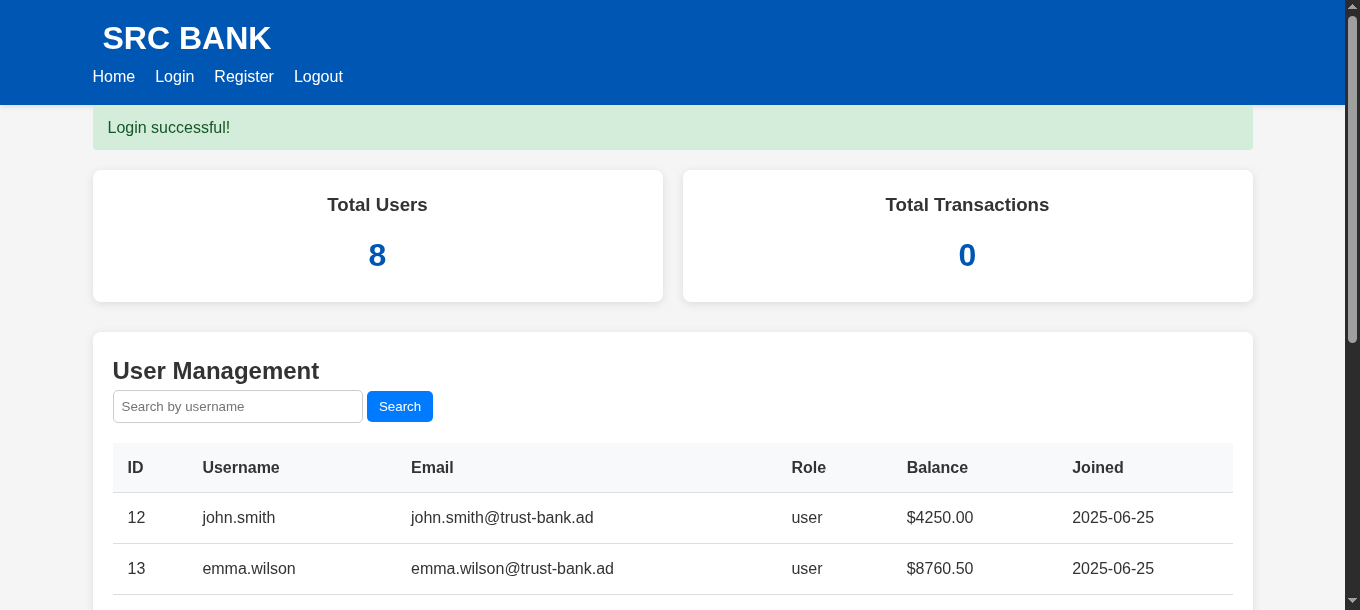 SRC BANK
Home Login Register Logout
Login successful!
Total Users
8
Total Transactions
0
User Management
Search by username Search
ID Username Email Role Balance Joined
12 john.smith john.smith@trust-bank.ad user $4250.00 2025-06-25
13 emma.wilson emma.wilson@trust-bank.ad user $8760.50 2025-06-25